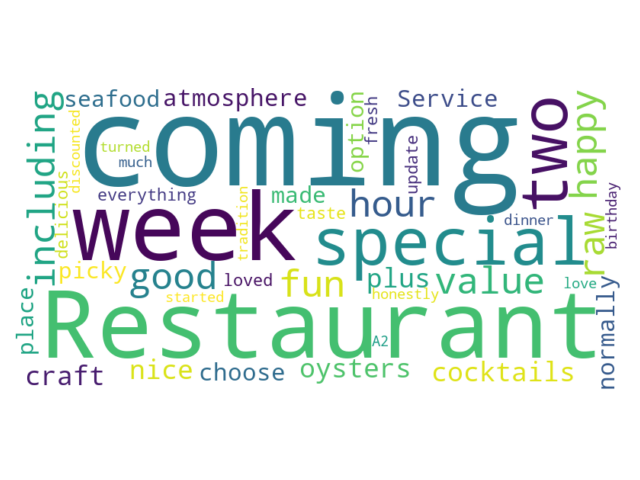 seafood
atmosphere
Service
coming
option
fresh
two
raw
happy
including
discounted
turned
much
update
everything
made
hour
week
tradition
taste
special
dinner
birthday
delicious
picky
good
loved
fun
plus
value
love
started
honestly
normally
place
Restaurant
A2
craft
nice
choose
oysters
cocktails